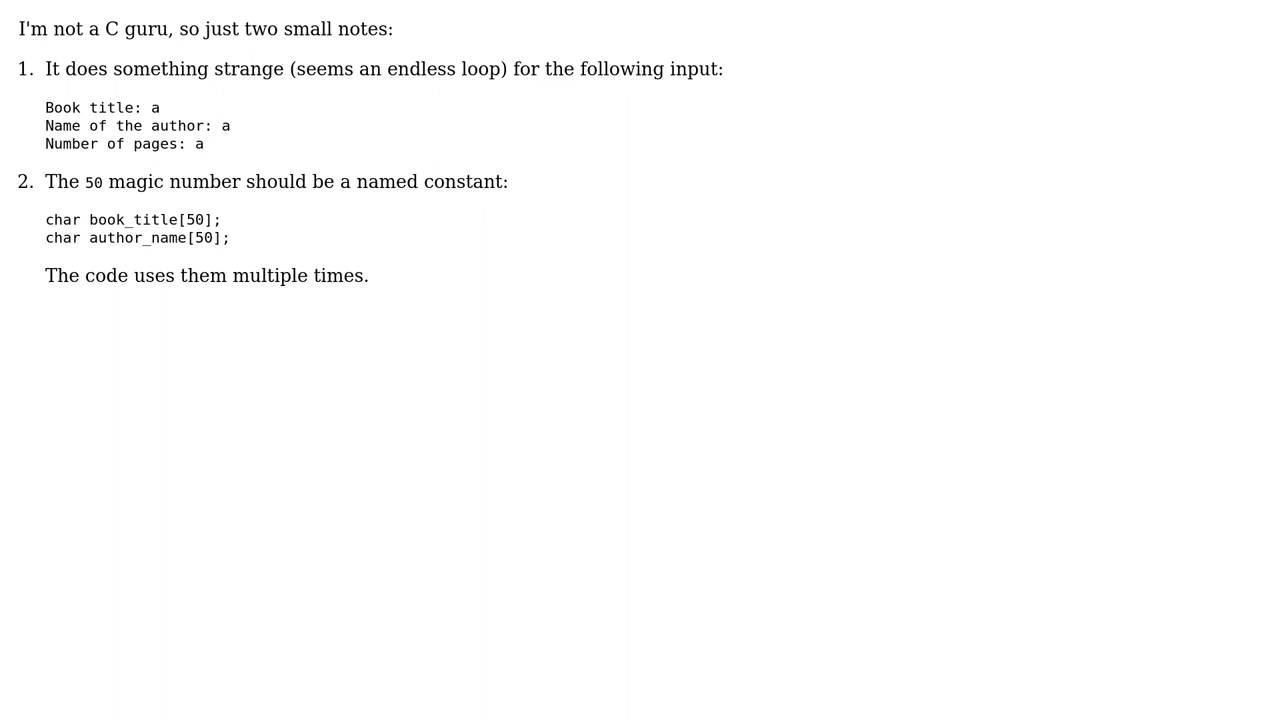 I'm not a C guru, so just two small notes:
1. It does something strange (seems an endless loop) for the following input:
Book title: a
Name of the author: a
Number of pages: a
2. The 50 magic number should be a named constant:
char book_title[50];
char author_name[50];
The code uses them multiple times.